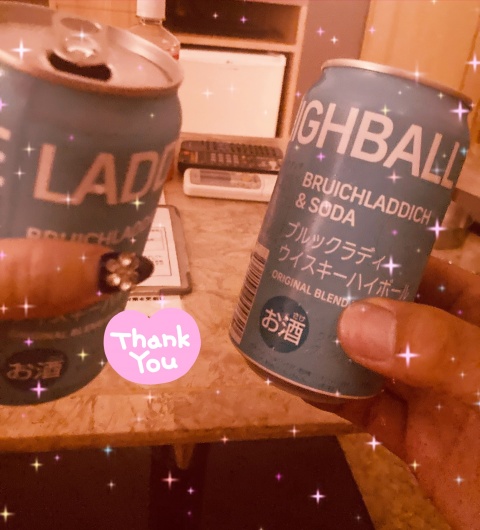 LADD
BRUICHLADD
お酒
Thank
You
IGHBALL
BRUICHLADDICH
& SODA
ブルックラディ
ウイスキーハイボール
ORIGINAL BLEND
お酒